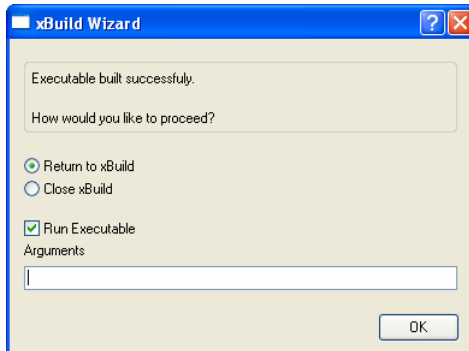 xBuild Wizard
Executable built successfuly.
How would you like to proceed?
Return to xBuild
Close xBuild
Run Executable
Arguments
OK